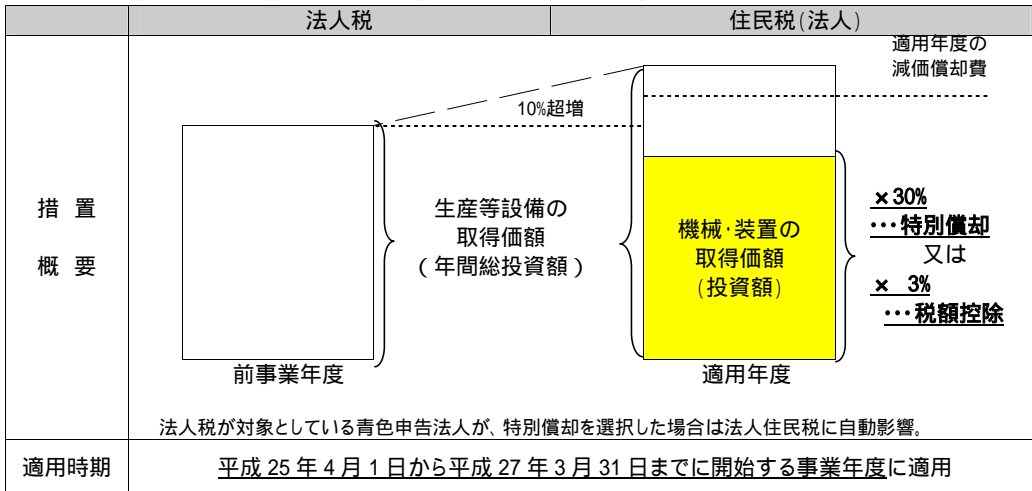 法人税
住民税(法人)
措 置
概 要
適用年度の
減価償却費
10%超増
生産等設備の
取得価額
(年間総投資額)
機械・装置の
取得価額
(投資額)
×30%
…特別償却
又は
× 3%
…税額控除
前事業年度
適用年度
法人税が対象としている青色申告法人が、特別償却を選択した場合は法人住民税に自動影響。
適用時期
平成 25 年 4 月 1 日から平成 27 年 3 月 31 日までに開始する事業年度に適用